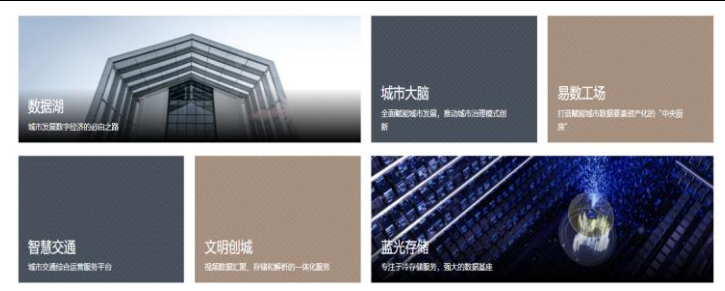 数据湖
城市发展数字经济的必由之路
城市大脑
全面赋能城市发展，推动城市治理模式创
新
易数工场
打造赋能城市数据要素资产化的“中央厨
房”
智慧交通
城市交通综合运营服务平台
文明创城
视频数据汇聚、存储和解析的一体化服务
蓝光存储
专注于冷存储服务，强大的数据基座